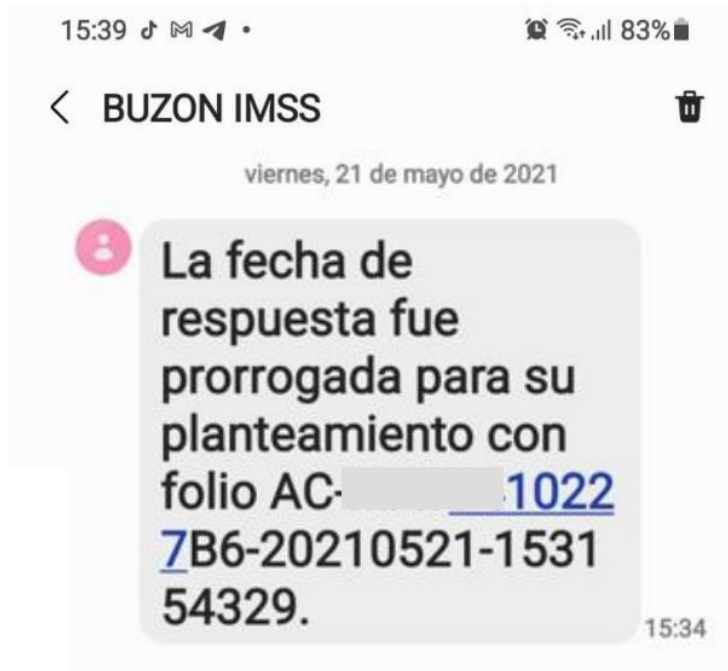 15:39
83%
BUZON IMSS
viernes, 21 de mayo de 2021
La fecha de
respuesta fue
prorrogada para su
planteamiento con
folio AC- 1022
7B6-20210521-1531
54329.
15:34